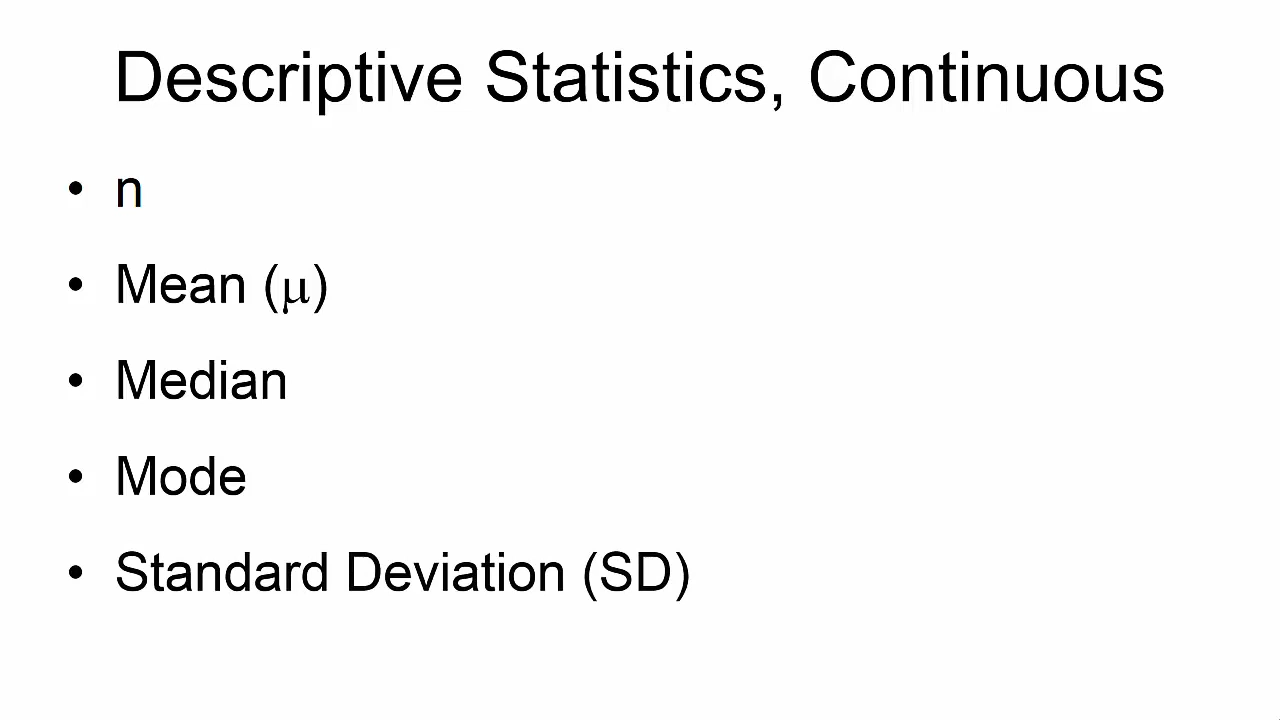 Descriptive Statistics, Continuous
• n
• Mean (μ)
• Median
• Mode
• Standard Deviation (SD)